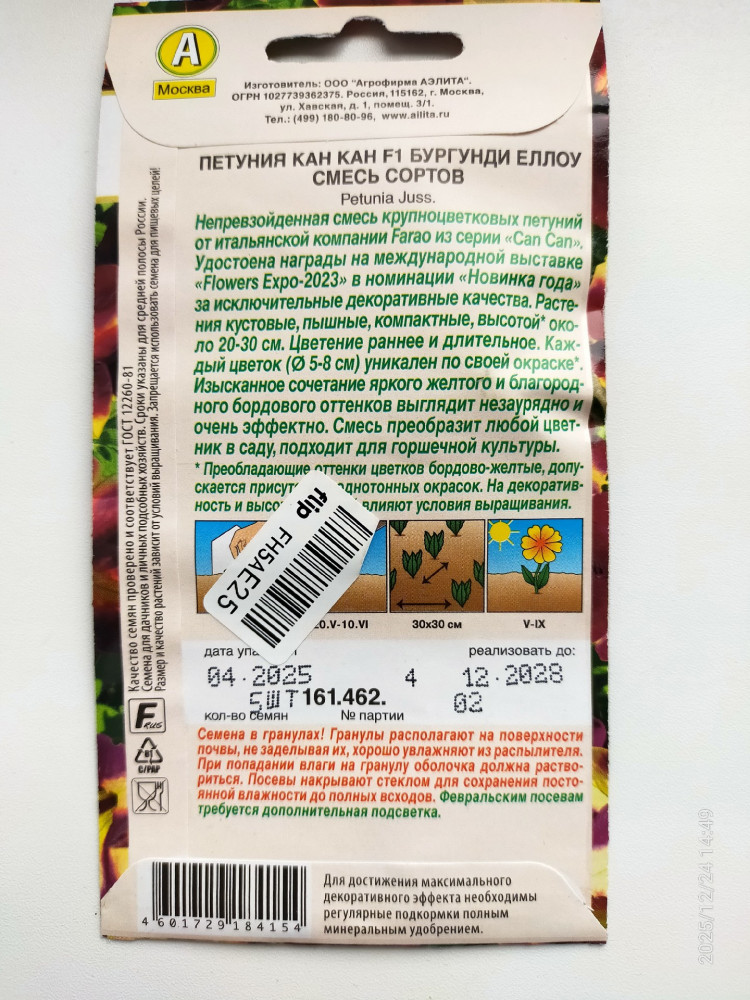 А
Москва
Изготовитель: ООО "Агрофирма АЭЛИТА".
ОГРН 1027739362375. Россия, 115162, г. Москва,
ул. Хавская, д. 1, помещ. 3/1.
Тел.: (499) 180-80-96, www.ailita.ru
ПЕТУНИЯ КАН КАН F1 БУРГУНДИ ЕЛЛОУ
СМЕСЬ СОРТОВ
Petunia Juss.
Непревзойденная смесь крупноцветковых петуний
от итальянской компании Farao из серии «Can Can».
Удостоена награды на международной выставке
«Flowers Expo-2023» в номинации «Новинка года»
за исключительные декоративные качества. Расте-
ния кустовые, пышные, компактные, высотой* око-
ло 20-30 см. Цветение раннее и длительное. Каж-
дый цветок (Ø 5-8 см) уникален по своей окраске*.
Изысканное сочетание яркого желтого и благород-
ного бордового оттенков выглядит незаурядно и
очень эффектно. Смесь преобразит любой цвет-
ник в саду, подходит для горшечной культуры.
* Преобладающие оттенки цветков бордово-желтые, допу-
скается присут однотонных окрасок. На декоратив-
ность и высо влияют условия выращивания.
Качество семян проверено и соответствует ГОСТ 12260-81
Семена для дачников и личных подсобных хозяйств. Сроки указаны для средней полосы России.
Размер и качество растений зависит от условий выращивания. Запрещается использовать семена для пищевых целей!
flip
FH5AE25
20.V-10.VI
30х30 см
V-IX
дата упа
реализовать до:
04.2025
4
12.2028
5ШТ
161.462.
02
кол-во семян
№ партии
F
RUS
81
C/PAP
Семена в гранулах! Гранулы располагают на поверхности
почвы, не заделывая их, хорошо увлажняют из распылителя.
При попадании влаги на гранулу оболочка должна раство-
риться. Посевы накрывают стеклом для сохранения посто-
янной влажности до полных всходов. Февральским посевам
требуется дополнительная подсветка.
4 601729 184154
Для достижения максимального
декоративного эффекта необходимы
регулярные подкормки полным
минеральным удобрением.
2025/12/24 14:49